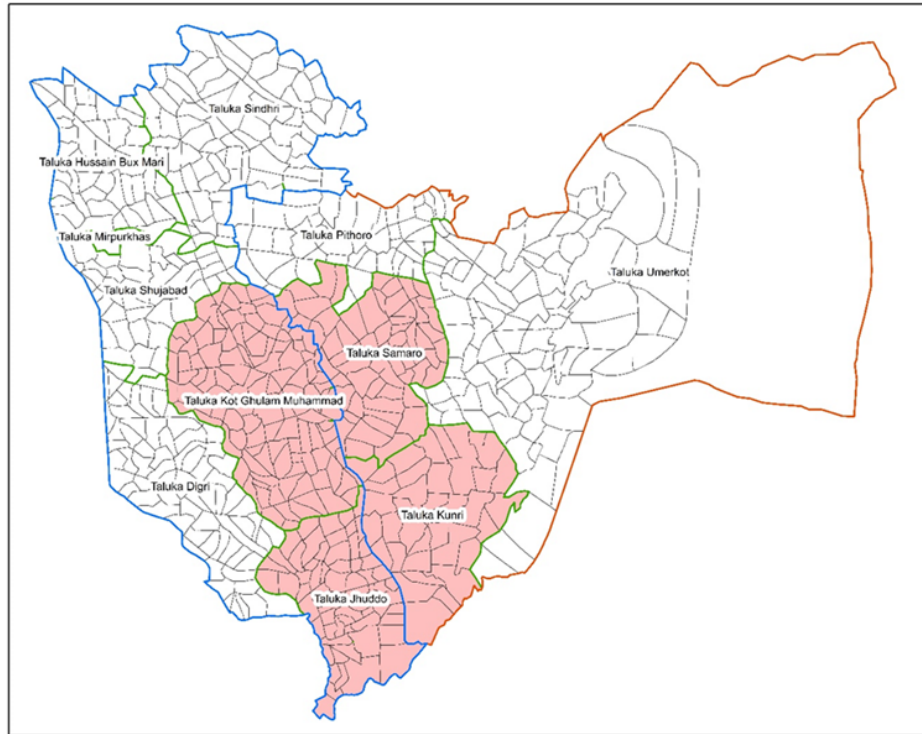 Taluka Sindhri
Taluka Hussain Bux Mari
Taluka Mirpurkhas
Taluka Pithoro
Taluka Umerkot
Taluka Shujabad
Taluka Samaro
Taluka Kot Ghulam Muhammad
Taluka Digri
Taluka Kunri
Taluka Jhuddo